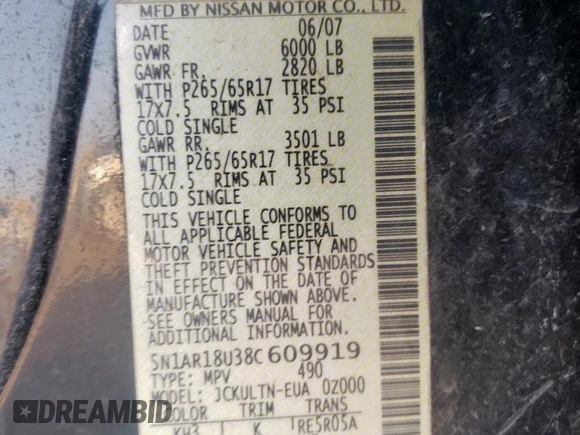 MFD BY NISSAN MOTOR CO., LTD.
DATE 06/07
GVWR 6000 LB
GAWR FR. 2820 LB
WITH P265/65R17 TIRES
17X7.5 RIMS AT 35 PSI
COLD SINGLE
GAWR RR. 3501 LB
WITH P265/65R17 TIRES
17X7.5 RIMS AT 35 PSI
COLD SINGLE
THIS VEHICLE CONFORMS TO
ALL APPLICABLE FEDERAL
MOTOR VEHICLE SAFETY AND
THEFT PREVENTION STANDARDS
IN EFFECT ON THE DATE OF
MANUFACTURE SHOWN ABOVE.
SEE OWNERS MANUAL FOR
ADDITIONAL INFORMATION.
5N1AR18U38C609919
TYPE: MPV 490
MODEL: JCKULTN-EUA 0Z000
COLOR TRIM TRANS
KH3 K RE5R05A
DREAMBID
.COM